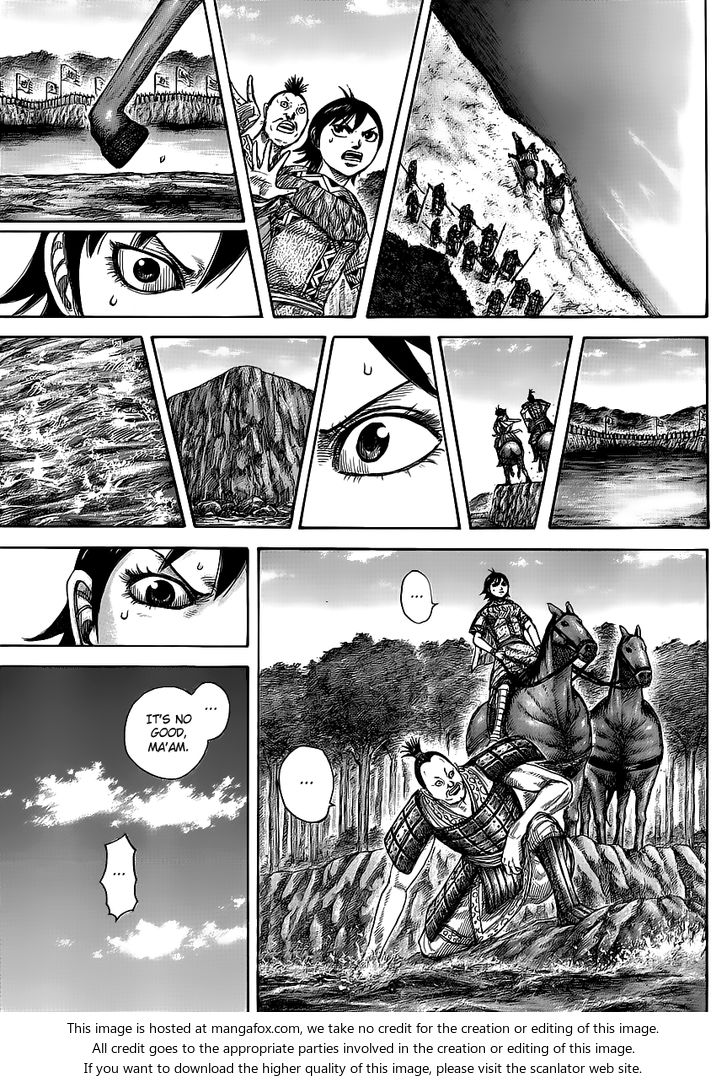 ...
...
...
IT'S NO
GOOD,
MA'AM.
...
This image is hosted at mangafox.com, we take no credit for the creation or editing of this image.
All credit goes to the appropriate parties involved in the creation or editing of this image.
If you want to download the higher quality of this image, please visit the scanlator web site.